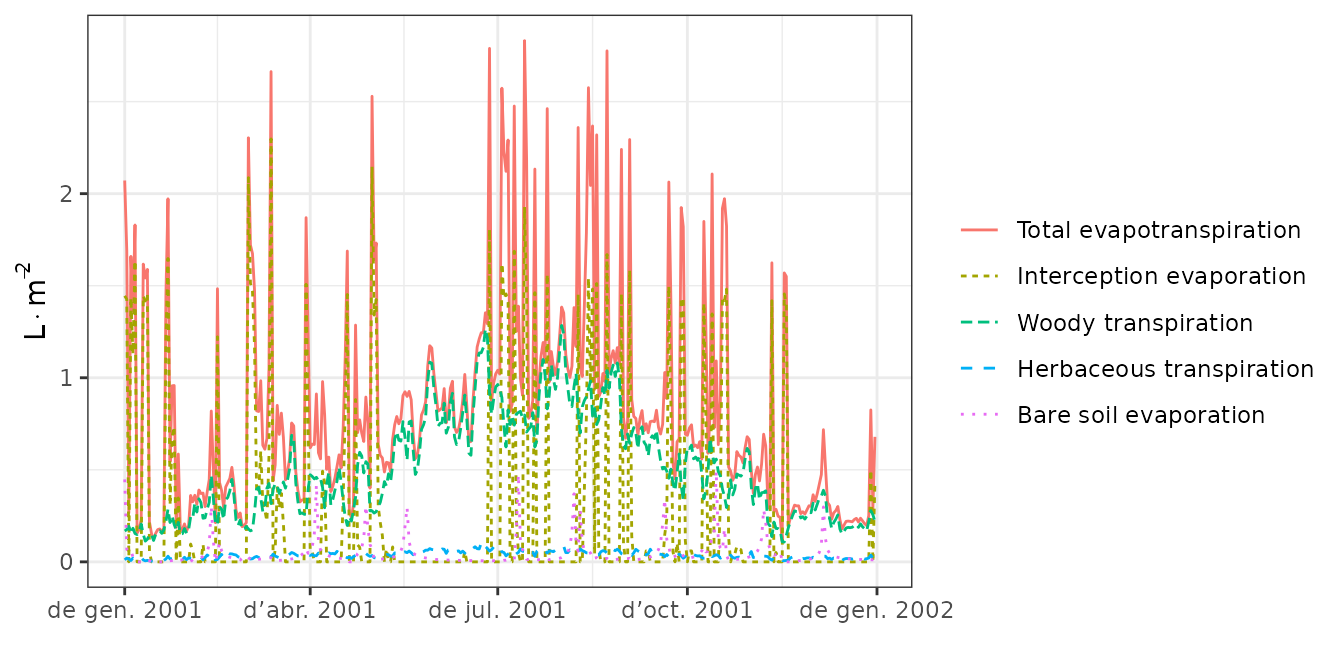 L · m⁻²
2
1
0
de gen. 2001 d’abr. 2001 de jul. 2001 d’oct. 2001 de gen. 2002
Total evapotranspiration
Interception evaporation
Woody transpiration
Herbaceous transpiration
Bare soil evaporation